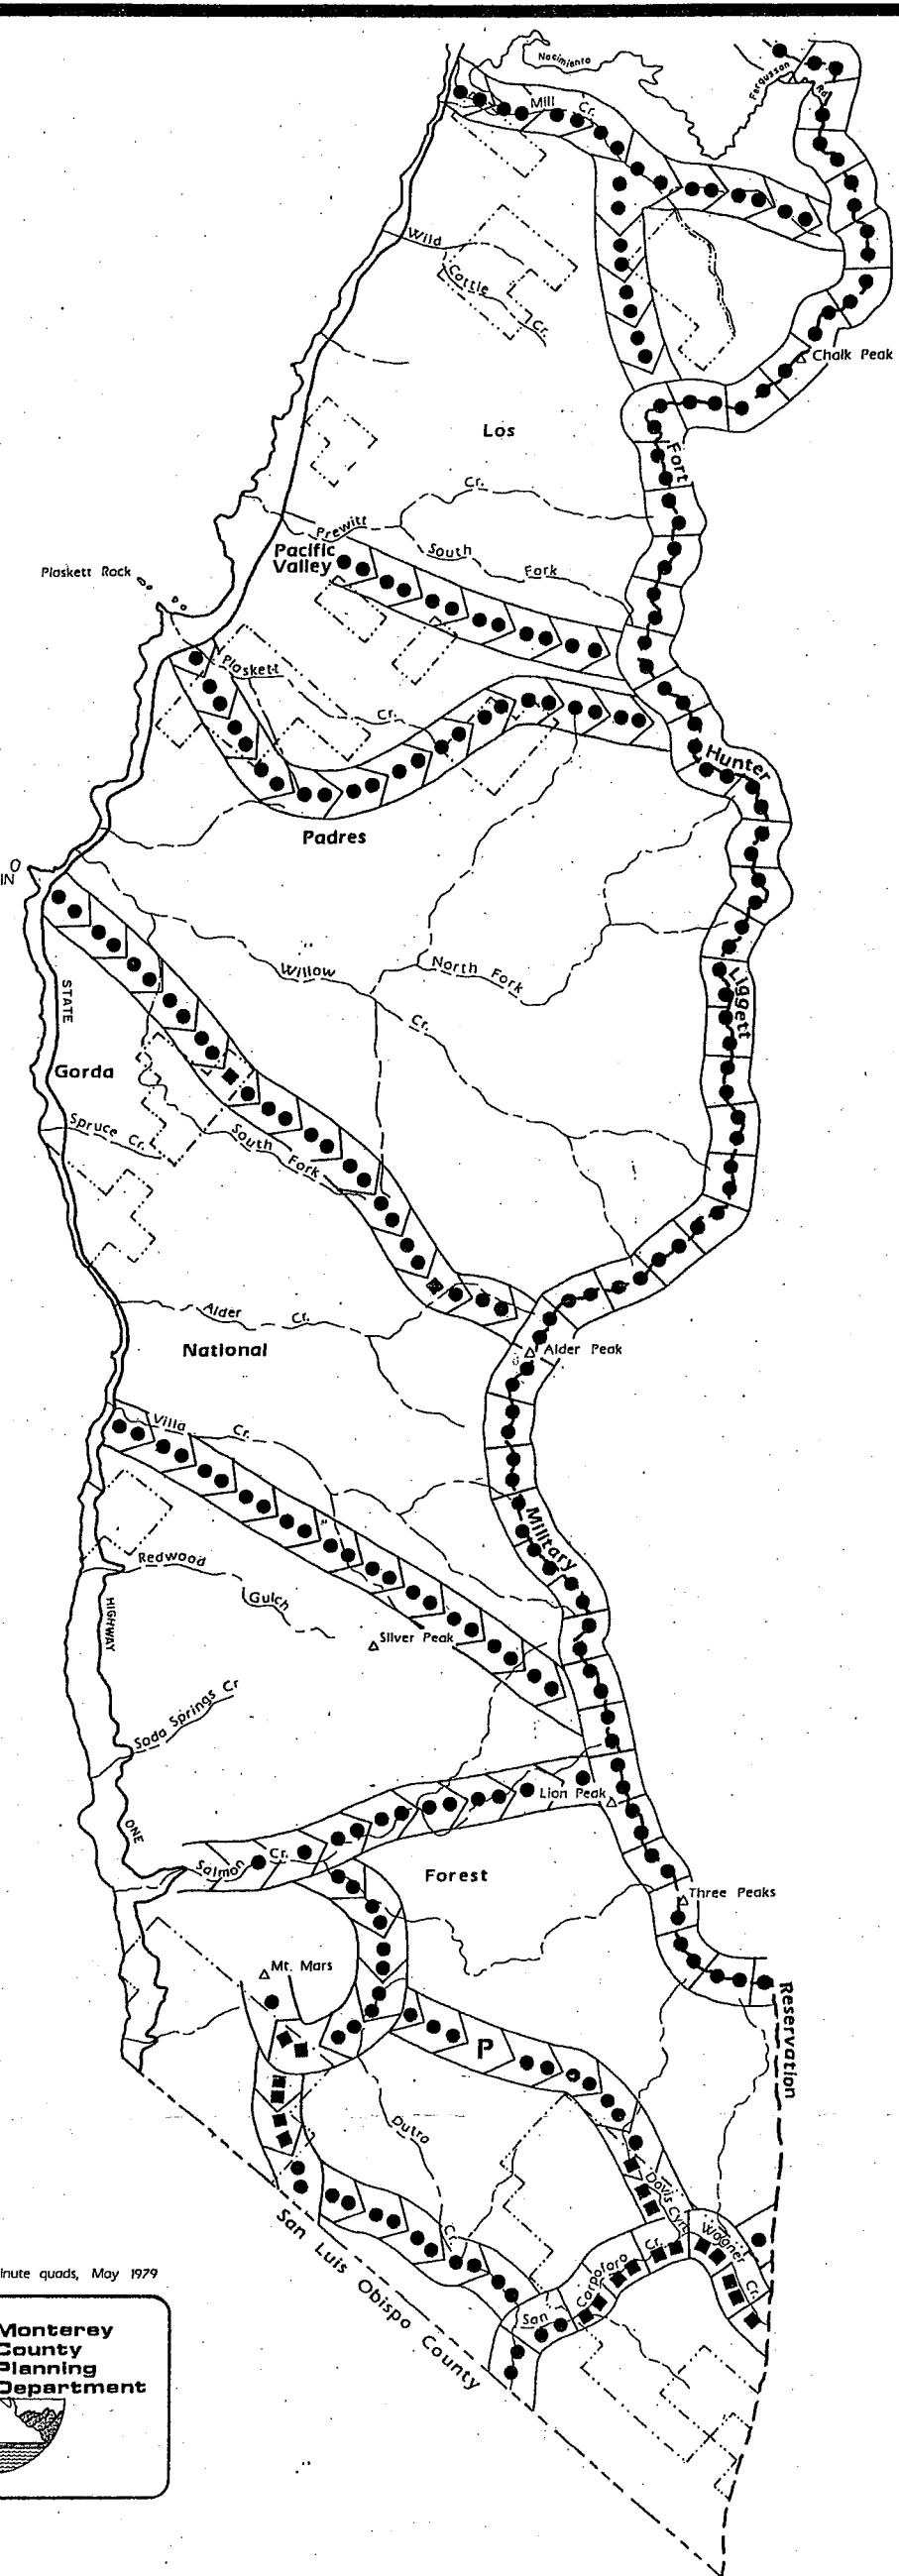 Nacimiento
Fergusson
Rd.
Mill Cr.
Wild
Cattle
Cr.
Chalk Peak
Los
Fort
Cr.
Prewitt
Pacific
Valley
South
Fork
Plaskett Rock
Plaskett
Cr.
Hunter
Padres
O
IN
Willow
North Fork
Cr.
Liggett
STATE
Gorda
Spruce Cr.
South
Fork
Alder Cr.
National
Alder Peak
Villa Cr.
Military
Redwood
Gulch
HIGHWAY
Silver Peak
Soda Springs Cr
Lion Peak
ONE
Salmon Cr.
Forest
Three Peaks
Mt. Mars
Reservation
P
Dutra
Cr.
Davis Cyn.
Wagner
Cr.
San Carpoforo Cr.
San Luis Obispo County
inute quads, May 1979
Monterey
County
Planning
Department